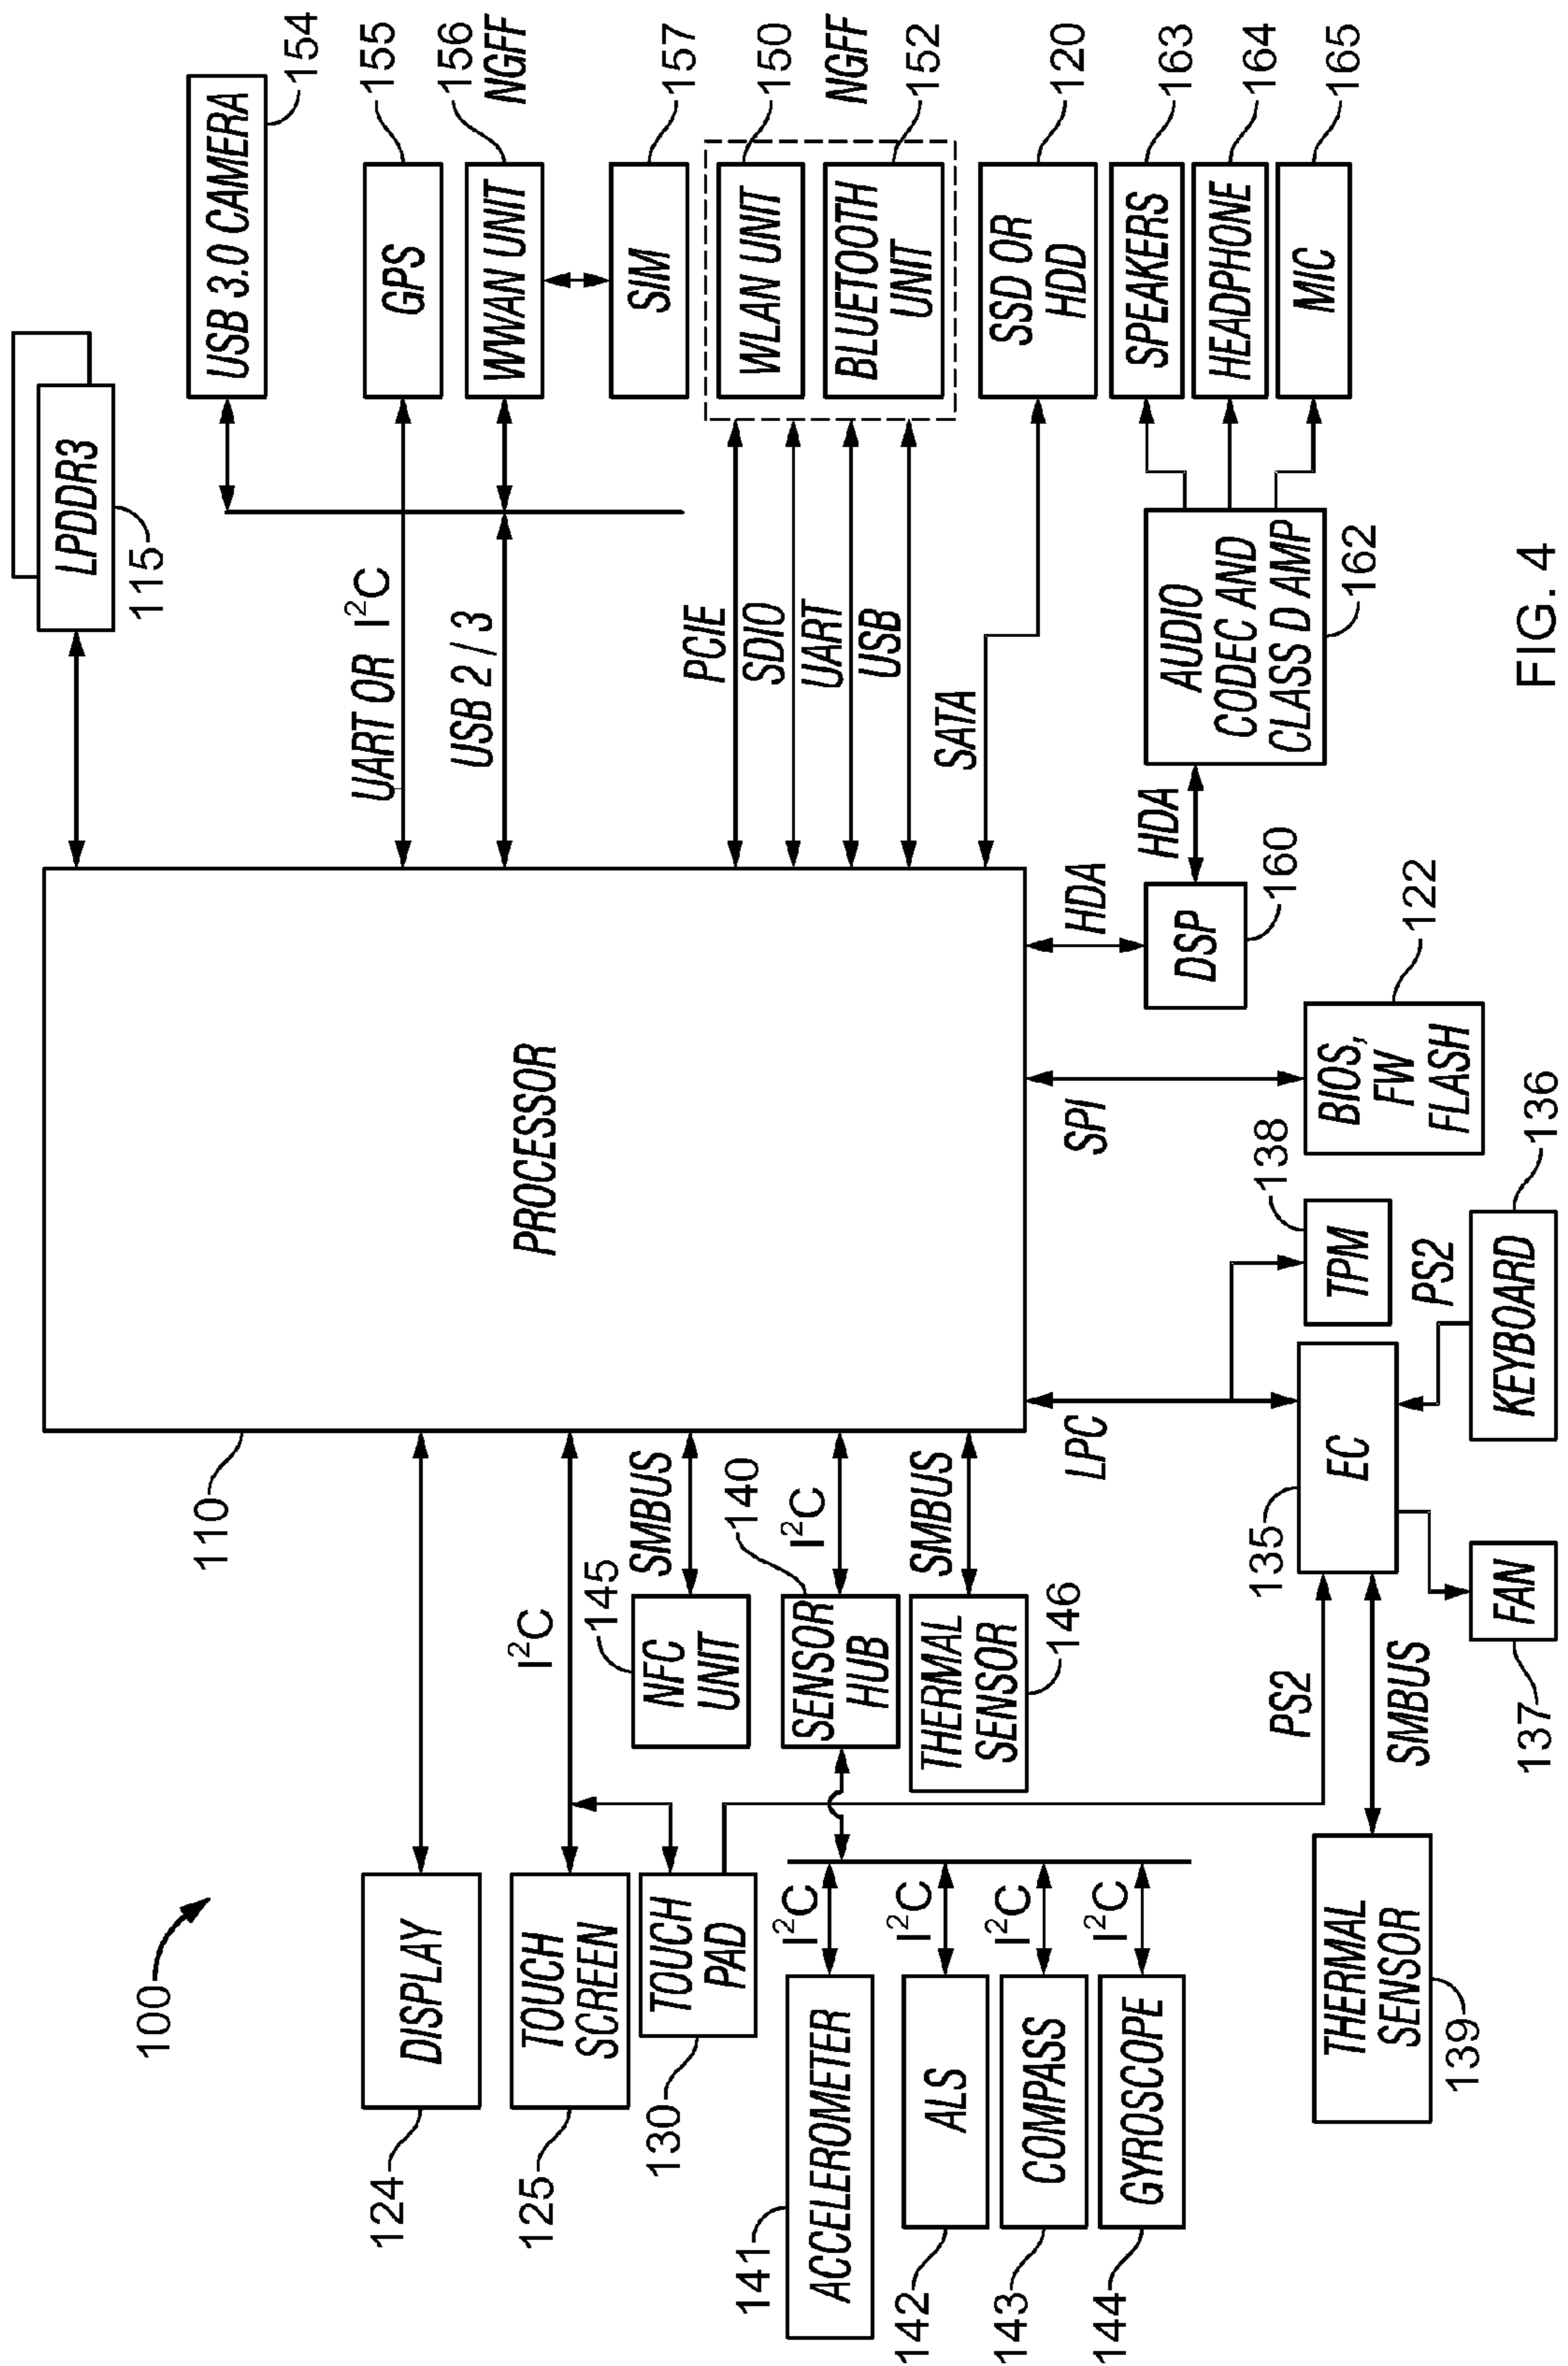 100
LPDDR3
115
USB 3.0 CAMERA
154
110
PROCESSOR
DISPLAY
124
UART OR I²C
GPS
155
USB 2 / 3
WWAN UNIT
156
NGFF
SIM
157
TOUCH
SCREEN
125
I²C
TOUCH
PAD
130
NFC
UNIT
145
SMBUS
SENSOR
HUB
140
I²C
THERMAL
SENSOR
146
SMBUS
PCIE
SDIO
UART
USB
WLAN UNIT
150
BLUETOOTH
UNIT
NGFF
152
SATA
SSD OR
HDD
120
ACCELEROMETER
141
I²C
ALS
142
I²C
COMPASS
143
I²C
GYROSCOPE
144
I²C
LPC
SPI
HDA
DSP
160
HDA
AUDIO
CODEC AND
CLASS D AMP
162
SPEAKERS
163
HEADPHONE
164
MIC
165
THERMAL
SENSOR
139
PS2
SMBUS
EC
135
TPM
138
BIOS,
FW
FLASH
122
FAN
137
PS2
KEYBOARD
136
FIG. 4